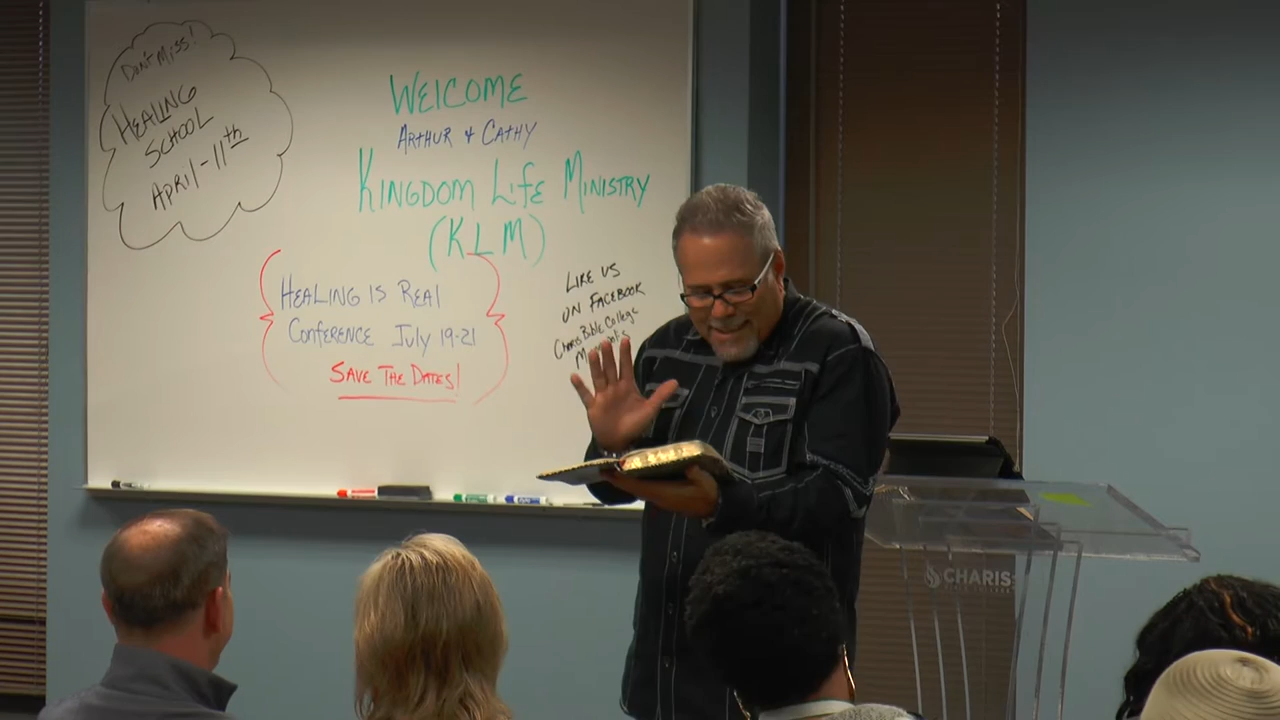 Don't Miss!
HEALING
SCHOOL
APRIL-11th
WELCOME
ARTHUR & CATHY
KINGDOM LIFE MINISTRY
(KLM)
HEALING IS REAL
CONFERENCE July 19-21
SAVE THE DATES!
LIKE US
ON FACEBOOK
Charis Bible College
CHARIS